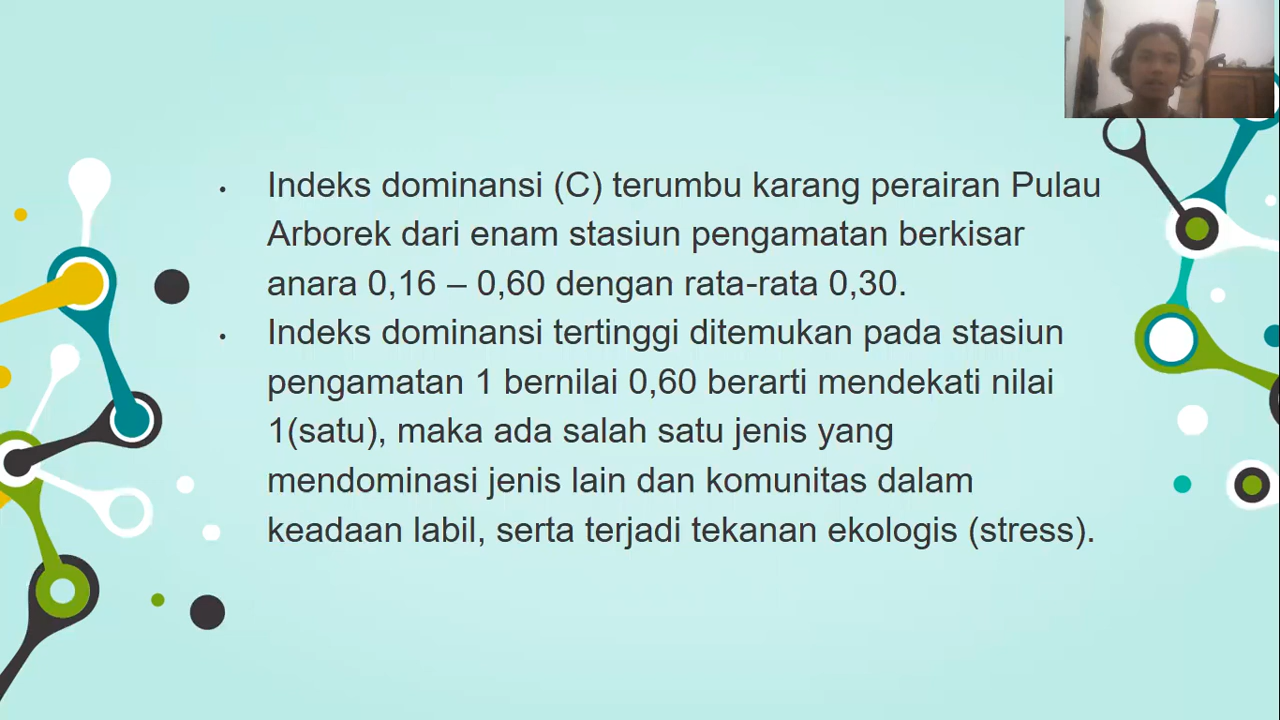 • Indeks dominansi (C) terumbu karang perairan Pulau
Arborek dari enam stasiun pengamatan berkisar
anara 0,16 – 0,60 dengan rata-rata 0,30.
• Indeks dominansi tertinggi ditemukan pada stasiun
pengamatan 1 bernilai 0,60 berarti mendekati nilai
1(satu), maka ada salah satu jenis yang
mendominasi jenis lain dan komunitas dalam
keadaan labil, serta terjadi tekanan ekologis (stress).